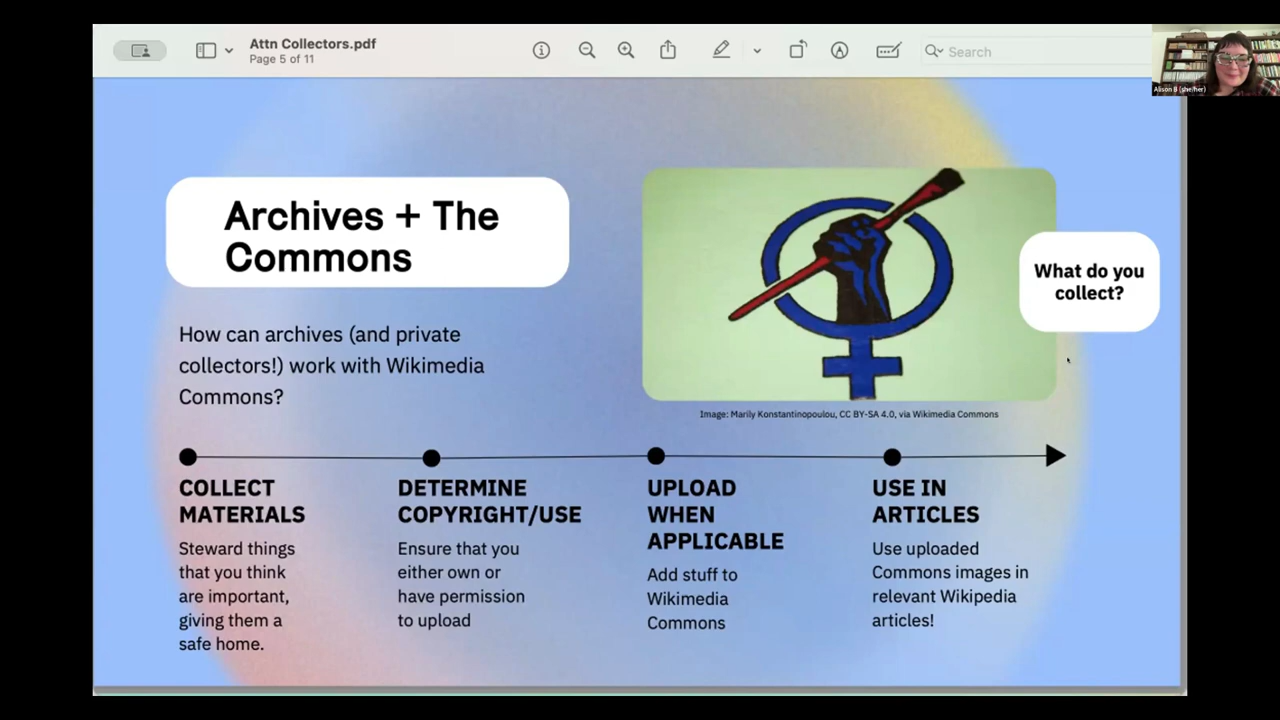 Attn Collectors.pdf
Page 5 of 11
Search
Alison B (she/her)
Archives + The
Commons
How can archives (and private
collectors!) work with Wikimedia
Commons?
What do you
collect?
Image: Marily Konstantinopoulou, CC BY-SA 4.0, via Wikimedia Commons
COLLECT
MATERIALS
Steward things
that you think
are important,
giving them a
safe home.
DETERMINE
COPYRIGHT/USE
Ensure that you
either own or
have permission
to upload
UPLOAD
WHEN
APPLICABLE
Add stuff to
Wikimedia
Commons
USE IN
ARTICLES
Use uploaded
Commons images in
relevant Wikipedia
articles!